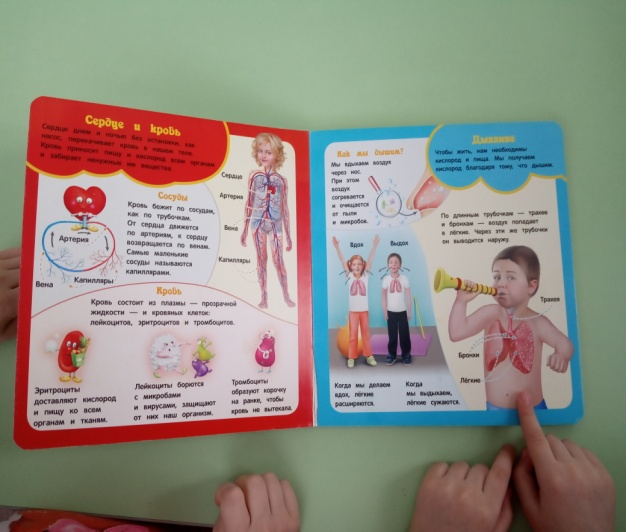 Сердце и кровь
Сердце днем и ночью без остановки, как
насос, перекачивает кровь в нашем теле.
Кровь приносит пищу и кислород всем органам
и забирает ненужные им вещества.
Сосуды
Кровь бежит по сосудам,
как по трубочкам.
От сердца движется
по артериям, к сердцу
возвращается по венам.
Самые маленькие
сосуды называются
капиллярами.
Артерия
Вена
Капилляры
Сердце
Артерия
Вена
Капилляры
Кровь
Кровь состоит из плазмы — прозрачной
жидкости — и кровяных клеток:
лейкоцитов, эритроцитов и тромбоцитов.
Эритроциты
доставляют кислород
и пищу ко всем
органам и тканям.
Лейкоциты борются
с микробами
и вирусами, защищают
от них наш организм.
Тромбоциты
образуют корочку
на ранке, чтобы
кровь не вытекала.
Как мы дышим?
Мы вдыхаем воздух
через нос.
При этом
воздух
согревается
и очищается
от пыли
и микробов.
Дыхание
Чтобы жить, нам необходимы
кислород и пища. Мы получаем
кислород благодаря тому, что дышим.
По длинным трубочкам — трахее
и бронхам — воздух попадает
в лёгкие. Через эти же трубочки
он выводится наружу.
Вдох
Выдох
Когда мы делаем
вдох, лёгкие
расширяются.
Когда
мы выдыхаем,
лёгкие сужаются.
Трахея
Бронхи
Лёгкие